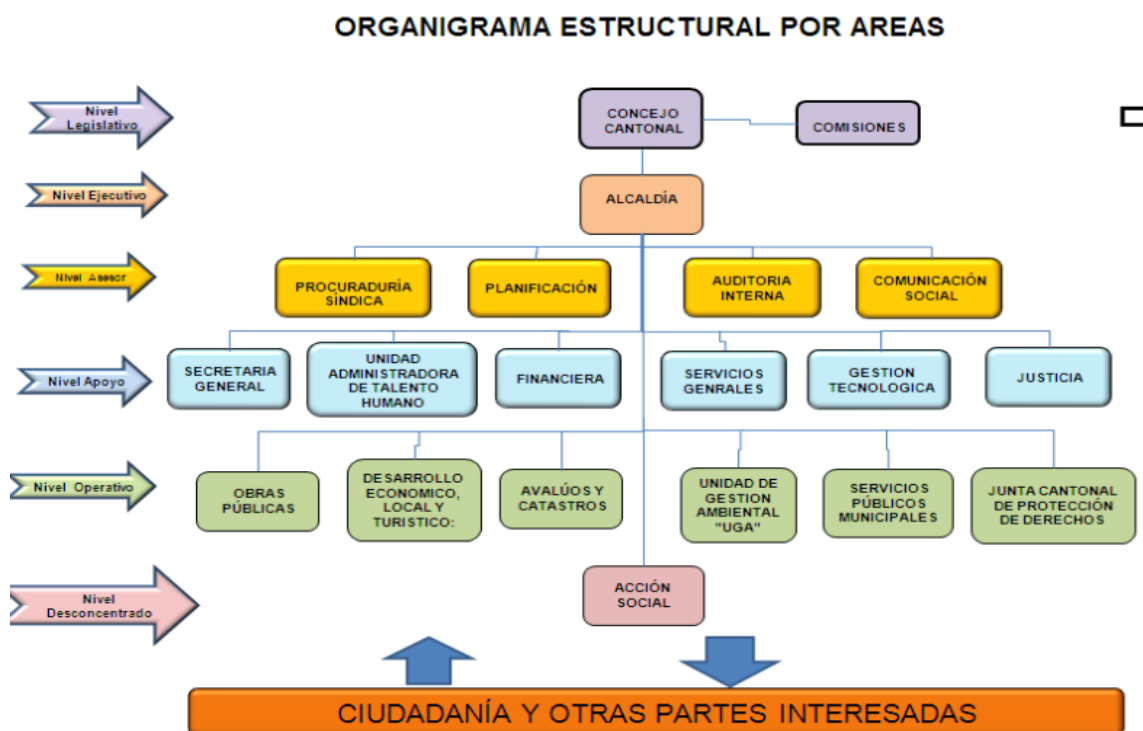 ORGANIGRAMA ESTRUCTURAL POR AREAS
Nivel
Legislativo
CONCEJO
CANTONAL
COMISIONES
Nivel Ejecutivo
ALCALDÍA
Nivel Asesor
PROCURADURÍA
SÍNDICA
PLANIFICACIÓN
AUDITORIA
INTERNA
COMUNICACIÓN
SOCIAL
Nivel Apoyo
SECRETARIA
GENERAL
UNIDAD
ADMINISTRADORA
DE TALENTO
HUMANO
FINANCIERA
SERVICIOS
GENRALES
GESTION
TECNOLOGICA
JUSTICIA
Nivel Operativo
OBRAS
PÚBLICAS
DESARROLLO
ECONOMICO,
LOCAL Y
TURISTICO:
AVALÚOS Y
CATASTROS
UNIDAD DE
GESTION
AMBIENTAL
"UGA"
SERVICIOS
PÚBLICOS
MUNICIPALES
JUNTA CANTONAL
DE PROTECCIÓN
DE DERECHOS
Nivel
Desconcentrado
ACCIÓN
SOCIAL
CIUDADANÍA Y OTRAS PARTES INTERESADAS